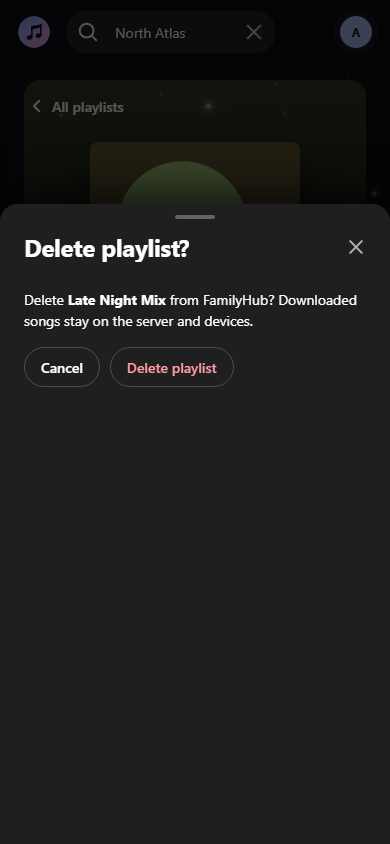 North Atlas
A
All playlists
Delete playlist?
Delete Late Night Mix from FamilyHub? Downloaded
songs stay on the server and devices.
Cancel
Delete playlist